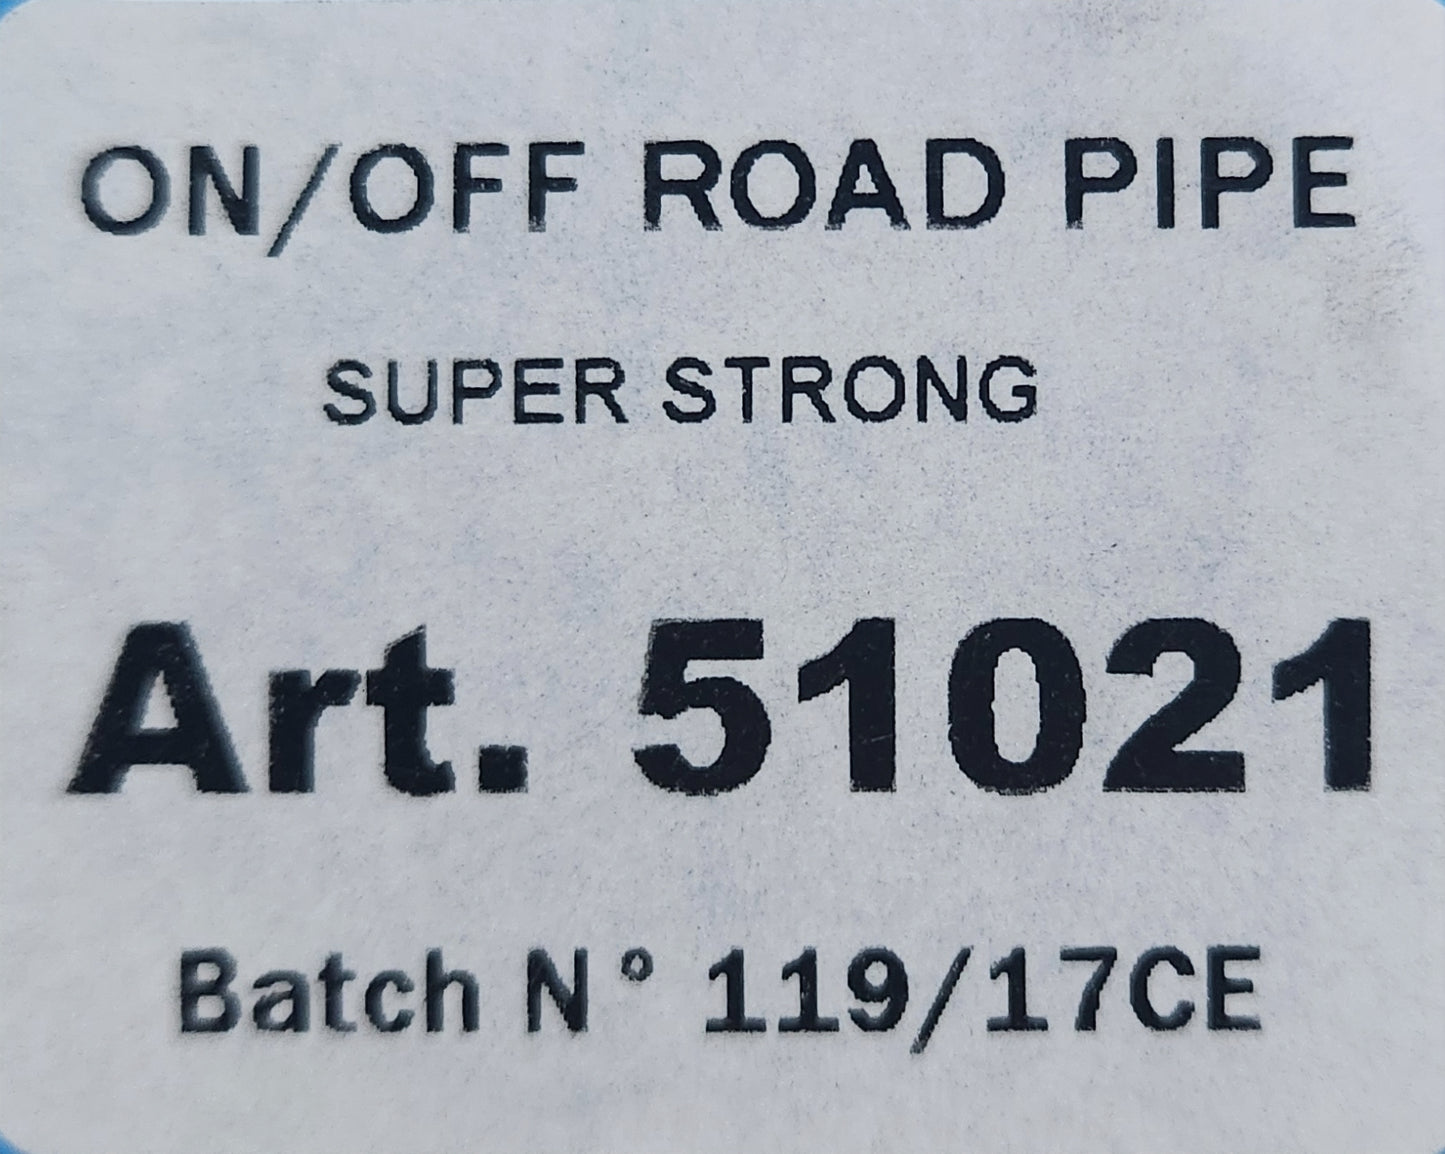 ON/OFF ROAD PIPE
SUPER STRONG
Art. 51021
Batch N° 119/17CE